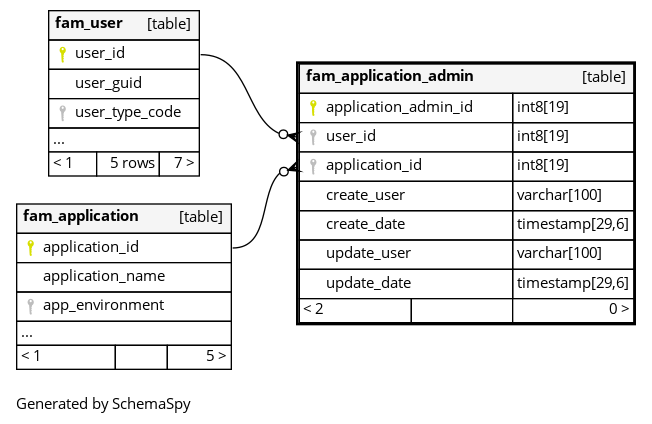 fam_user [table]
user_id
user_guid
user_type_code
...
< 1 5 rows 7 >
fam_application_admin [table]
application_admin_id int8[19]
user_id int8[19]
application_id int8[19]
create_user varchar[100]
create_date timestamp[29,6]
update_user varchar[100]
update_date timestamp[29,6]
< 2 0 >
fam_application [table]
application_id
application_name
app_environment
...
< 1 5 >
Generated by SchemaSpy